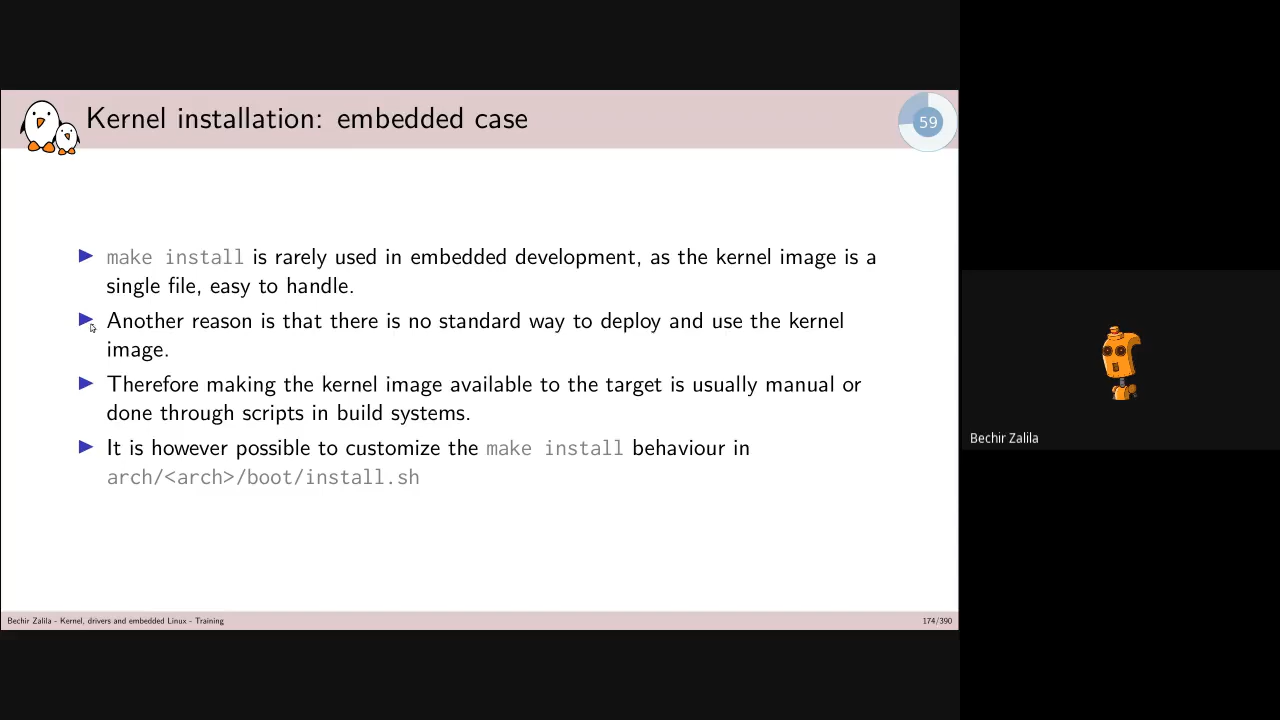 Kernel installation: embedded case
59
make install is rarely used in embedded development, as the kernel image is a
single file, easy to handle.
Another reason is that there is no standard way to deploy and use the kernel
image.
Therefore making the kernel image available to the target is usually manual or
done through scripts in build systems.
It is however possible to customize the make install behaviour in
arch/<arch>/boot/install.sh
Bechir Zalila - Kernel, drivers and embedded Linux - Training
174/390
Bechir Zalila